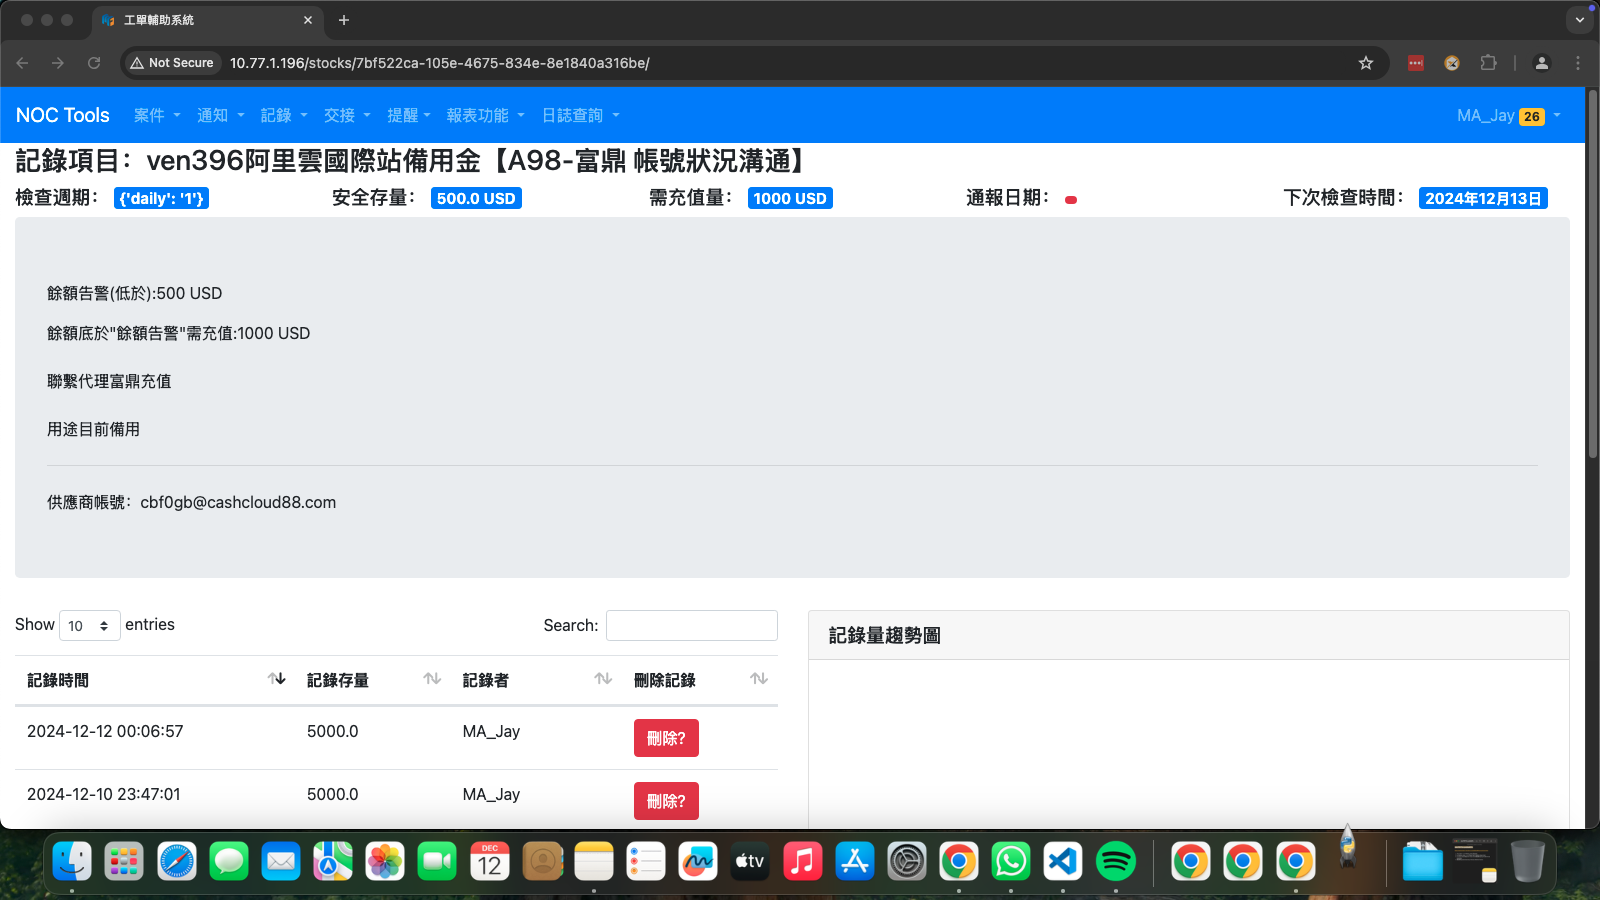 工單輔助系統
Not Secure 10.77.1.196/stocks/7bf522ca-105e-4675-834e-8e1840a316be/
NOC Tools 案件 通知 記錄 交接 提醒 報表功能 日誌查詢 MA_Jay 26
記錄項目：ven396阿里雲國際站備用金【A98-富鼎 帳號狀況溝通】
檢查週期： {'daily': '1'} 安全存量： 500.0 USD 需充值量： 1000 USD 通報日期： 下次檢查時間： 2024年12月13日
餘額告警(低於):500 USD
餘額底於"餘額告警"需充值:1000 USD
聯繫代理富鼎充值
用途目前備用
供應商帳號：cbf0gb@cashcloud88.com
Show 10 entries Search:
記錄量趨勢圖
記錄時間 記錄存量 記錄者 刪除記錄
2024-12-12 00:06:57 5000.0 MA_Jay 刪除?
2024-12-10 23:47:01 5000.0 MA_Jay 刪除?
DEC
12
tv